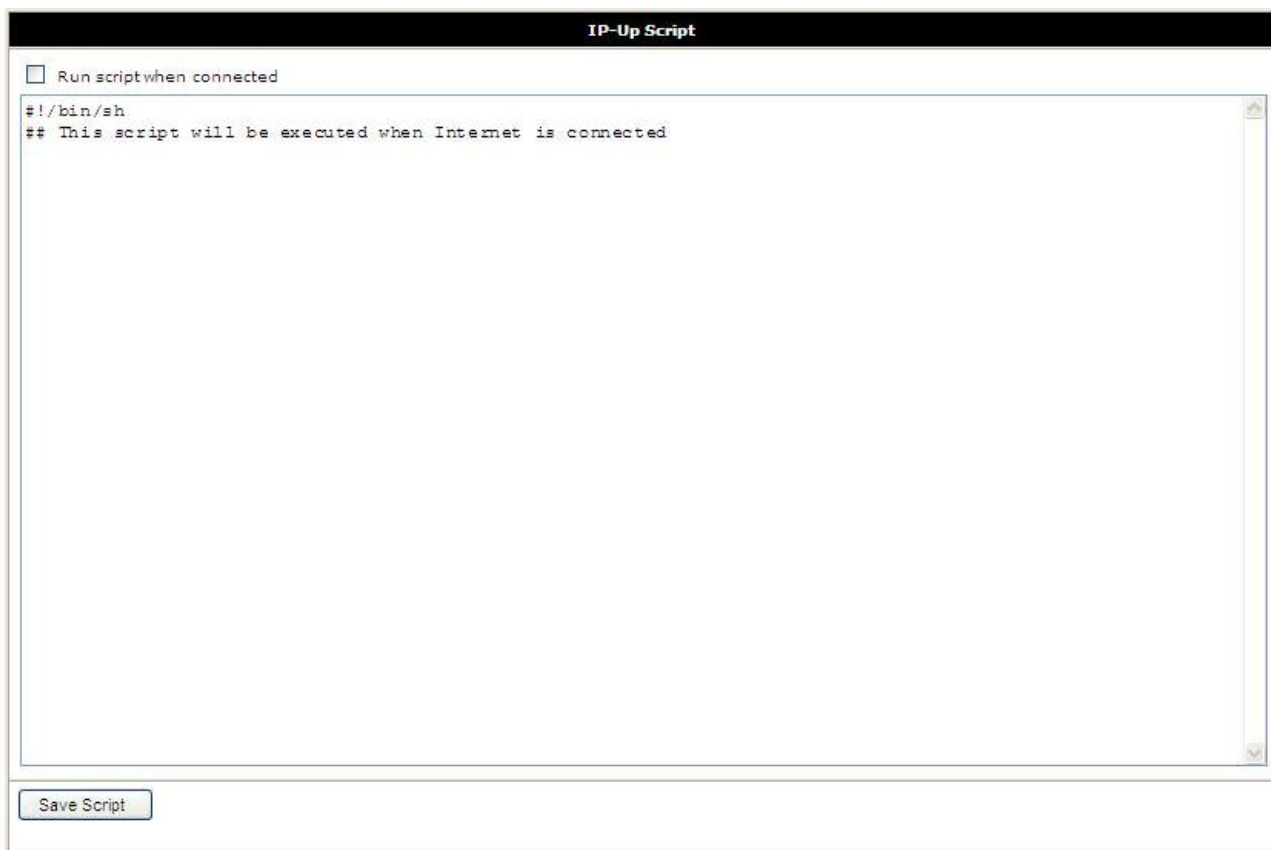 IP-Up Script
Run script when connected
#!/bin/sh
## This script will be executed when Internet is connected
Save Script